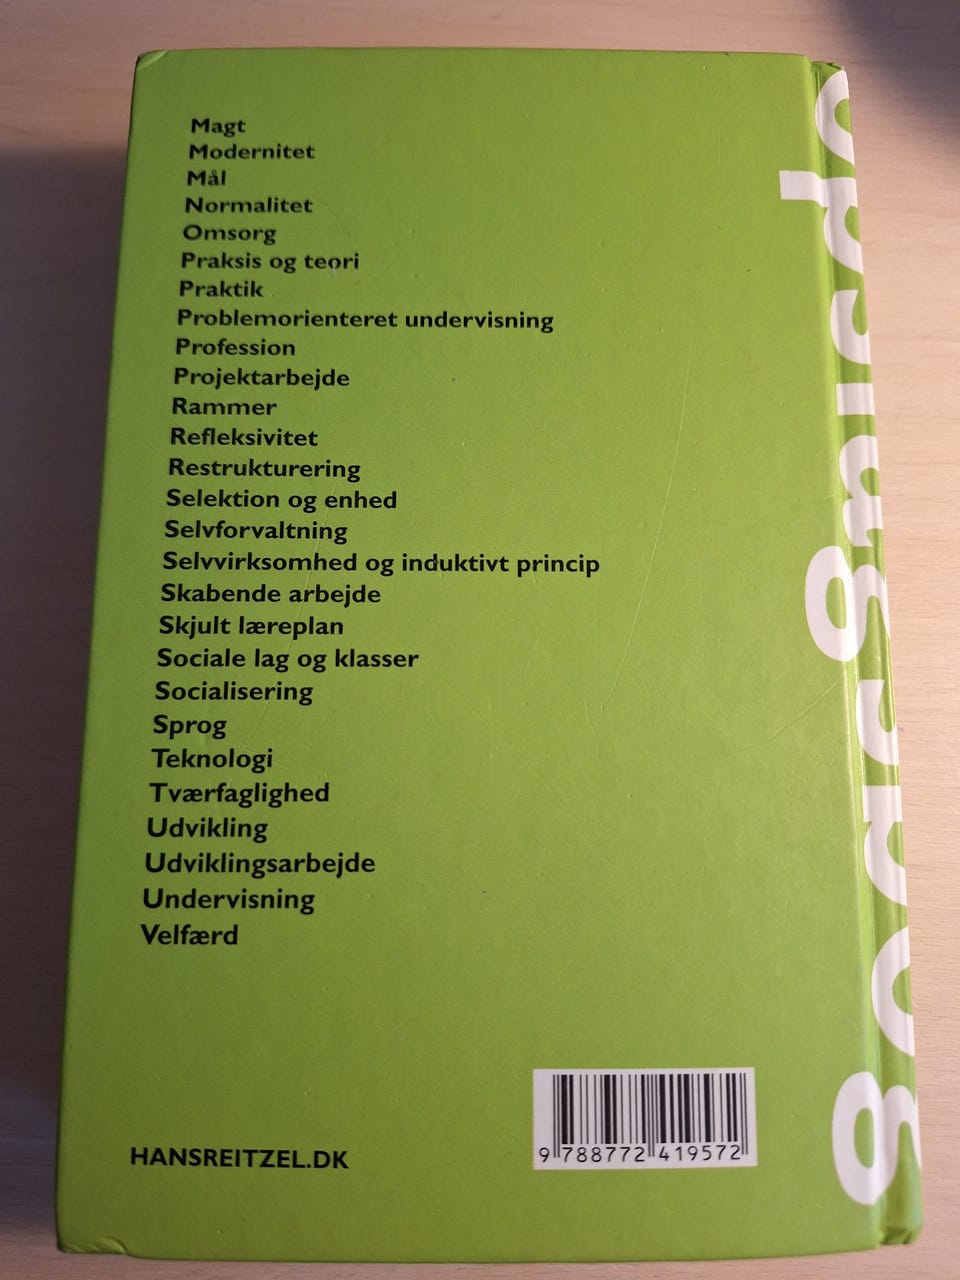 Magt
Modernitet
Mål
Normalitet
Omsorg
Praksis og teori
Praktik
Problemorienteret undervisning
Profession
Projektarbejde
Rammer
Refleksivitet
Restrukturering
Selektion og enhed
Selvforvaltning
Selvvirksomhed og induktivt princip
Skabende arbejde
Skjult læreplan
Sociale lag og klasser
Socialisering
Sprog
Teknologi
Tværfaglighed
Udvikling
Udviklingsarbejde
Undervisning
Velfærd
HANSREITZEL.DK
9 788772 419572